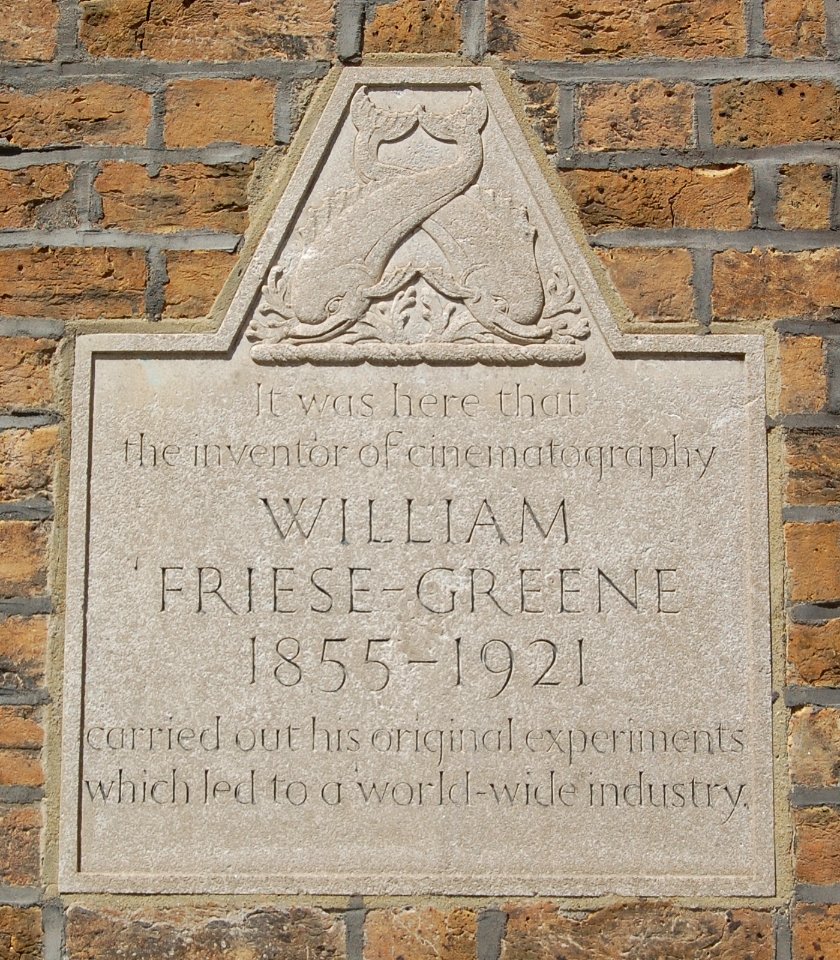 It was here that
the inventor of cinematography
WILLIAM
FRIESE-GREENE
1855-1921
carried out his original experiments
which led to a world-wide industry.